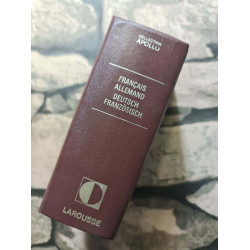 COLLECTION
APOLLO
FRANÇAIS
ALLEMAND
DEUTSCH
FRANZÖSISCH
LAROUSSE